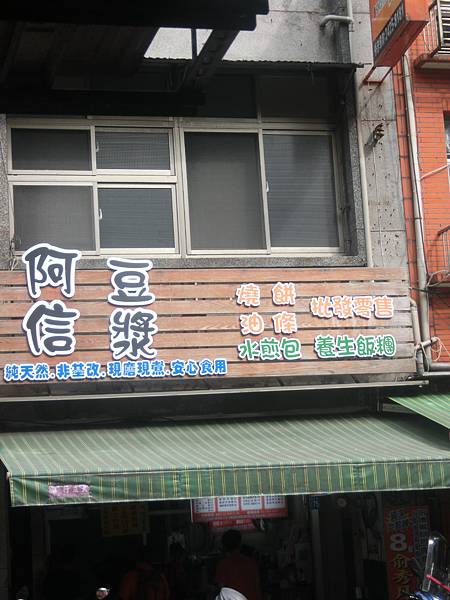 阿信
豆漿
燒餅 批發零售
油條
水煎包 養生飯糰
純天然.非基改.現磨現煮.安心食用